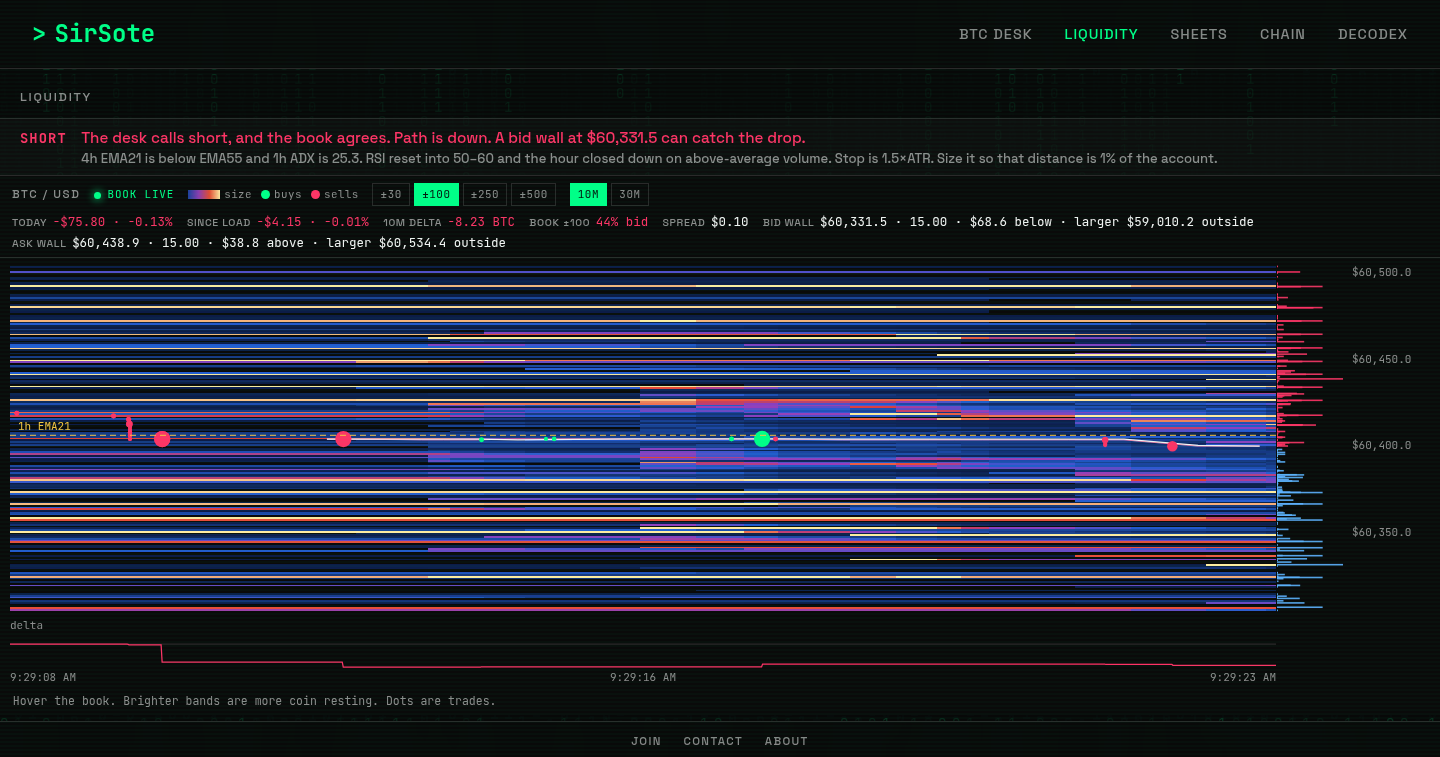 > SirSote
BTC DESK LIQUIDITY SHEETS CHAIN DECODEX
LIQUIDITY
SHORT The desk calls short, and the book agrees. Path is down. A bid wall at $60,331.5 can catch the drop.
4h EMA21 is below EMA55 and 1h ADX is 25.3. RSI reset into 50–60 and the hour closed down on above-average volume. Stop is 1.5×ATR. Size it so that distance is 1% of the account.
BTC / USD BOOK LIVE size buys sells ±30 ±100 ±250 ±500 10M 30M
TODAY -$75.80 · -0.13% SINCE LOAD -$4.15 · -0.01% 10M DELTA -8.23 BTC BOOK ±100 44% bid SPREAD $0.10 BID WALL $60,331.5 · 15.00 · $68.6 below · larger $59,010.2 outside
ASK WALL $60,438.9 · 15.00 · $38.8 above · larger $60,534.4 outside
$60,500.0
$60,450.0
1h EMA21
$60,400.0
$60,350.0
delta
9:29:08 AM 9:29:16 AM 9:29:23 AM
Hover the book. Brighter bands are more coin resting. Dots are trades.
JOIN CONTACT ABOUT